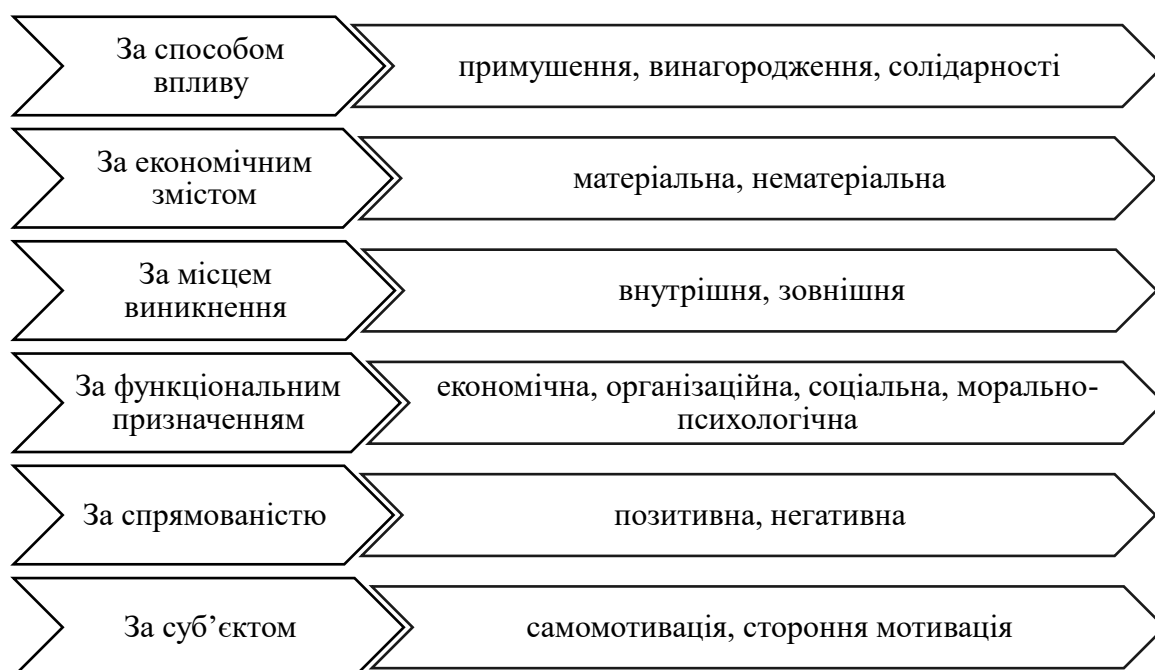 За способом
впливу
примушення, винагородження, солідарності
За економічним
змістом
матеріальна, нематеріальна
За місцем
виникнення
внутрішня, зовнішня
За функціональним
призначенням
економічна, організаційна, соціальна, морально-
психологічна
За спрямованістю
позитивна, негативна
За суб’єктом
самомотивація, стороння мотивація